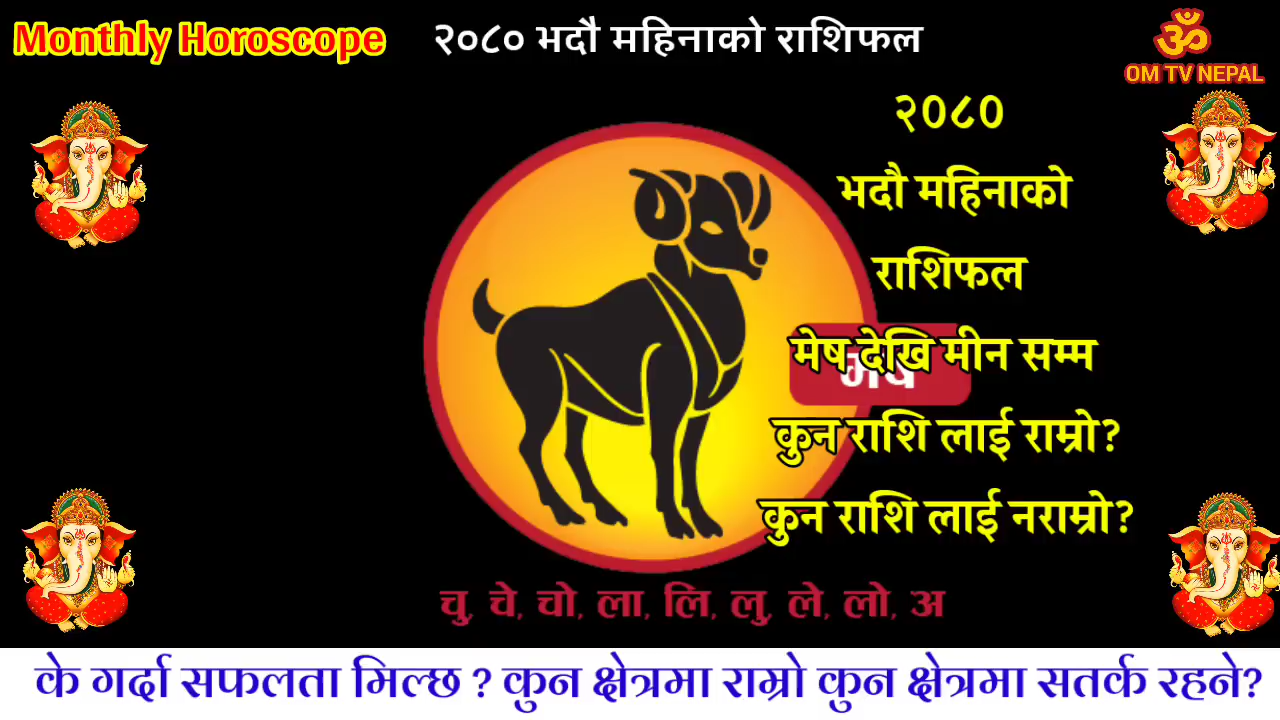 Monthly Horoscope
२०८० भदौ महिनाको राशिफल
ॐ
OM TV NEPAL
२०८०
भदौ महिनाको
राशिफल
मेष देखि मीन सम्म
मेष
कुन राशि लाई राम्रो?
कुन राशि लाई नराम्रो?
चु, चे, चो, ला, लि, लु, ले, लो, अ
के गर्दा सफलता मिल्छ ? कुन क्षेत्रमा राम्रो कुन क्षेत्रमा सतर्क रहने?